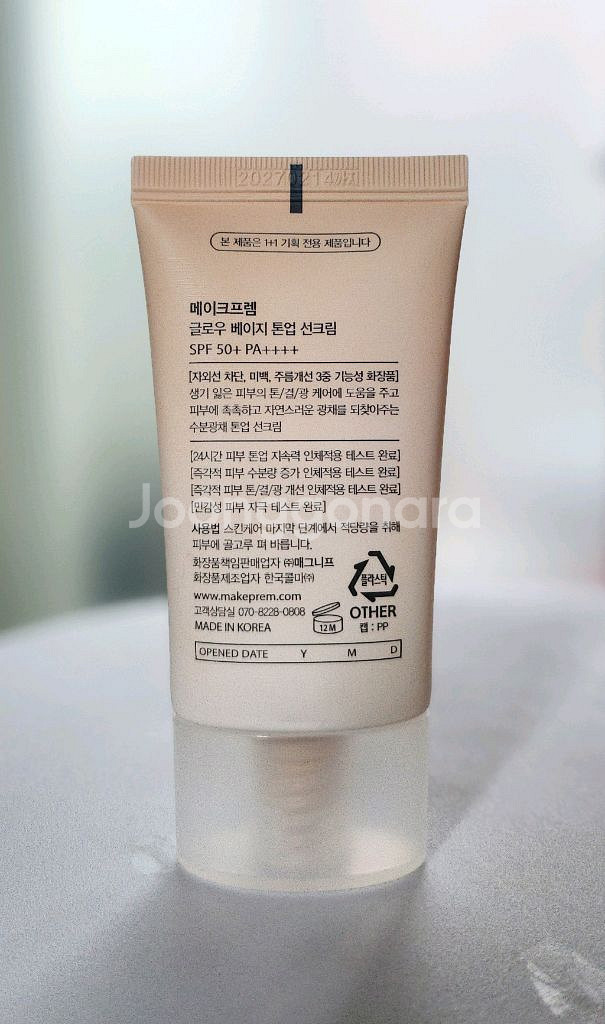 20270214까지
본 제품은 1+1 기획 전용 제품입니다
메이크프렘
글로우 베이지 톤업 선크림
SPF 50+ PA++++
[자외선 차단, 미백, 주름개선 3중 기능성 화장품]
생기 잃은 피부의 톤/결/광 케어에 도움을 주고
피부에 촉촉하고 자연스러운 광채를 되찾아주는
수분광채 톤업 선크림
[24시간 피부 톤업 지속력 인체적용 테스트 완료]
[즉각적 피부 수분량 증가 인체적용 테스트 완료]
[즉각적 피부 톤/결/광 개선 인체적용 테스트 완료]
[민감성 피부 자극 테스트 완료]
Joonggonara
사용법 스킨케어 마지막 단계에서 적당량을 취해
피부에 골고루 펴 바릅니다.
화장품책임판매업자 ㈜매그니프
화장품제조업자 한국콜마㈜
플라스틱
www.makeprem.com
고객상담실 070-8228-0808
12M
OTHER
MADE IN KOREA
캡 : PP
OPENED DATE Y M D